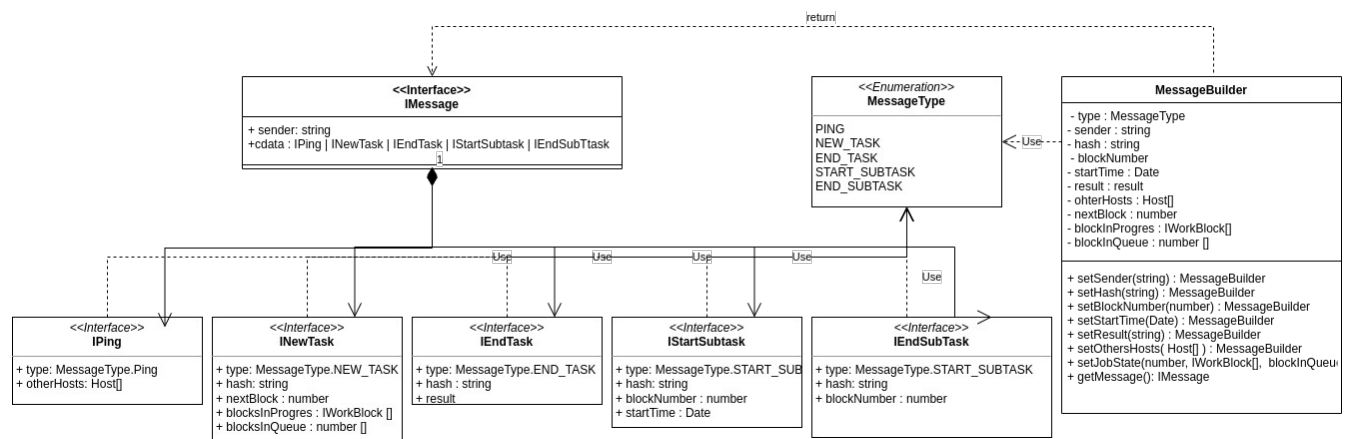 return
<<Interface>>
IMessage
+ sender: string
+cdata : IPing | INewTask | IEndTask | IStartSubtask | IEndSubTtask
1
<<Enumeration>>
MessageType
PING
NEW_TASK
END_TASK
START_SUBTASK
END_SUBTASK
Use
MessageBuilder
- type : MessageType
- sender : string
- hash : string
- blockNumber
- startTime : Date
- result : result
- ohterHosts : Host[]
- nextBlock : number
- blockInProgres : IWorkBlock[]
- blockInQueue : number []
+ setSender(string) : MessageBuilder
+ setHash(string) : MessageBuilder
+ setBlockNumber(number) : MessageBuilder
+ setStartTime(Date) : MessageBuilder
+ setResult(string) : MessageBuilder
+ setOthersHosts( Host[] ) : MessageBuilder
+ setJobState(number, IWorkBlock[], blockInQueu
+ getMessage(): IMessage
Use
Use
Use
Use
Use
<<Interface>>
IPing
+ type: MessageType.Ping
+ otherHosts: Host[]
<<Interface>>
INewTask
+ type: MessageType.NEW_TASK
+ hash: string
+ nextBlock : number
+ blocksInProgres : IWorkBlock []
+ blocksInQueue : number []
<<Interface>>
IEndTask
+ type: MessageType.END_TASK
+ hash : string
+ result
<<Interface>>
IStartSubtask
+ type: MessageType.START_SUB
+ hash: string
+ blockNumber : number
+ startTime : Date
<<Interface>>
IEndSubTask
+ type: MessageType.START_SUBTASK
+ hash: string
+ blockNumber : number